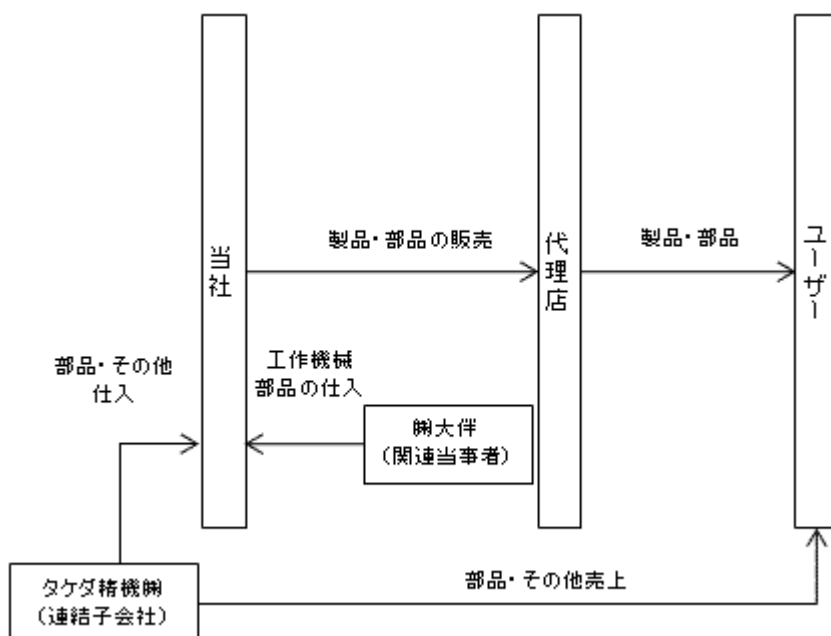 当社
製品・部品の販売
代理店
製品・部品
ユーザー
部品・その他
仕入
工作機械
部品の仕入
㈱大伴
（関連当事者）
タケダ精機㈱
（連結子会社）
部品・その他売上